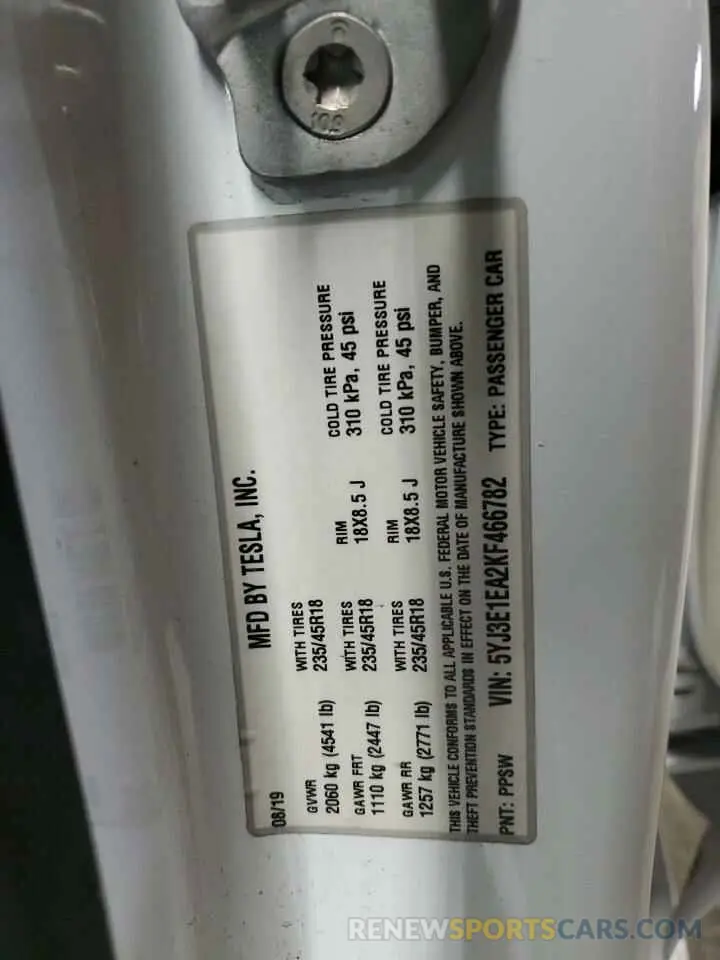 10.9
MFD BY TESLA, INC.
08/19
GVWR WITH TIRES RIM COLD TIRE PRESSURE
2060 kg (4541 lb) 235/45R18 18X8.5 J 310 kPa, 45 psi
GAWR FRT WITH TIRES RIM COLD TIRE PRESSURE
1110 kg (2447 lb) 235/45R18 18X8.5 J 310 kPa, 45 psi
GAWR RR WITH TIRES
1257 kg (2771 lb) 235/45R18
THIS VEHICLE CONFORMS TO ALL APPLICABLE U.S. FEDERAL MOTOR VEHICLE SAFETY, BUMPER, AND
THEFT PREVENTION STANDARDS IN EFFECT ON THE DATE OF MANUFACTURE SHOWN ABOVE.
PNT: PPSW VIN: 5YJ3E1EA2KF466782 TYPE: PASSENGER CAR
RENEWSPORTSCARS.COM